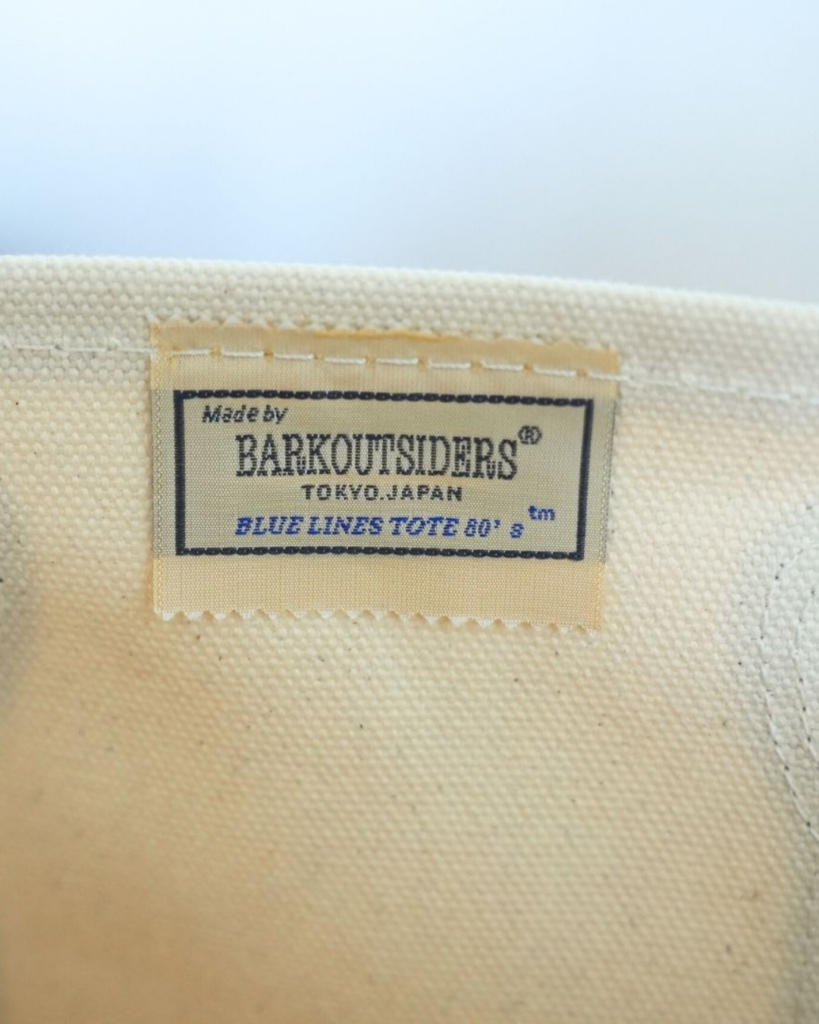 Made by
BARKOUTSIDERS®
TOKYO.JAPAN
BLUE LINES TOTE 80's tm